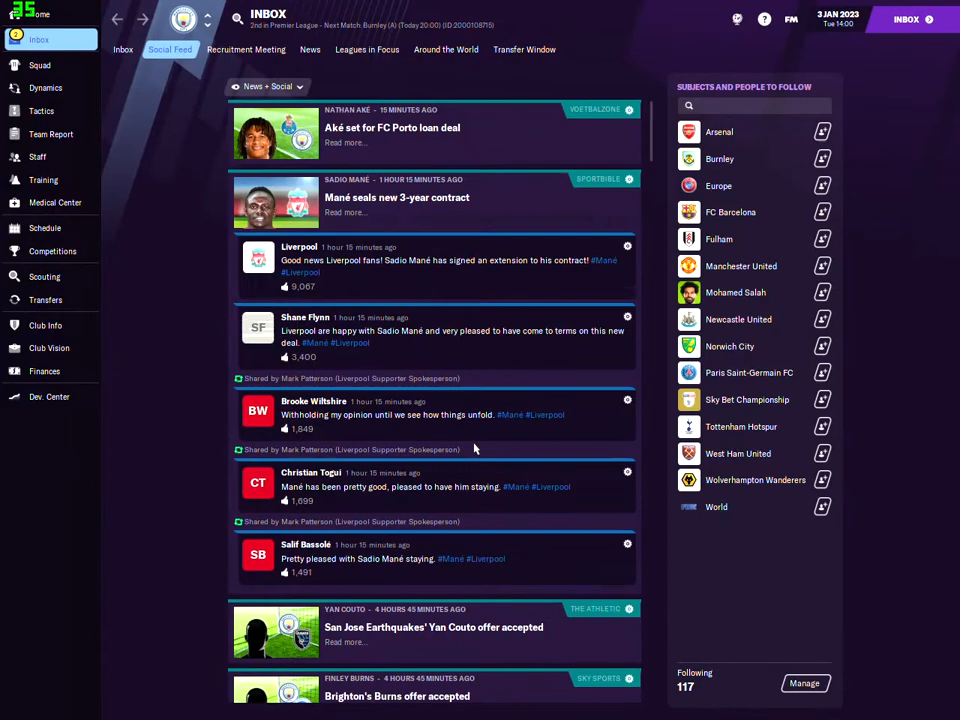 35
Home
INBOX
2nd in Premier League - Next Match: Burnley (A) (Today 20:00) (ID:2000108715)
FM
3 JAN 2023
Tue 14:00
INBOX
2
Inbox
Squad
Dynamics
Tactics
Team Report
Staff
Training
Medical Center
Schedule
Competitions
Scouting
Transfers
Club Info
Club Vision
Finances
Dev. Center
Inbox
Social Feed
Recruitment Meeting
News
Leagues in Focus
Around the World
Transfer Window
News + Social
NATHAN AKÉ - 15 MINUTES AGO
VOETBALZONE
Aké set for FC Porto loan deal
Read more...
SADIO MANÉ - 1 HOUR 15 MINUTES AGO
SPORTBIBLE
Mané seals new 3-year contract
Read more...
Liverpool 1 hour 15 minutes ago
Good news Liverpool fans! Sadio Mané has signed an extension to his contract! #Mané
#Liverpool
9,067
SF
Shane Flynn 1 hour 15 minutes ago
Liverpool are happy with Sadio Mané and very pleased to have come to terms on this new
deal. #Mané #Liverpool
3,400
Shared by Mark Patterson (Liverpool Supporter Spokesperson)
BW
Brooke Wiltshire 1 hour 15 minutes ago
Withholding my opinion until we see how things unfold. #Mané #Liverpool
1,849
Shared by Mark Patterson (Liverpool Supporter Spokesperson)
CT
Christian Togui 1 hour 15 minutes ago
Mané has been pretty good, pleased to have him staying. #Mané #Liverpool
1,699
Shared by Mark Patterson (Liverpool Supporter Spokesperson)
SB
Salif Bassolé 1 hour 15 minutes ago
Pretty pleased with Sadio Mané staying. #Mané #Liverpool
1,491
YAN COUTO - 4 HOURS 45 MINUTES AGO
THE ATHLETIC
San Jose Earthquakes' Yan Couto offer accepted
Read more...
FINLEY BURNS - 4 HOURS 45 MINUTES AGO
SKY SPORTS
Brighton's Burns offer accepted
SUBJECTS AND PEOPLE TO FOLLOW
Arsenal
Burnley
Europe
FC Barcelona
Fulham
Manchester United
Mohamed Salah
Newcastle United
Norwich City
Paris Saint-Germain FC
Sky Bet Championship
Tottenham Hotspur
West Ham United
Wolverhampton Wanderers
World
Following
117
Manage